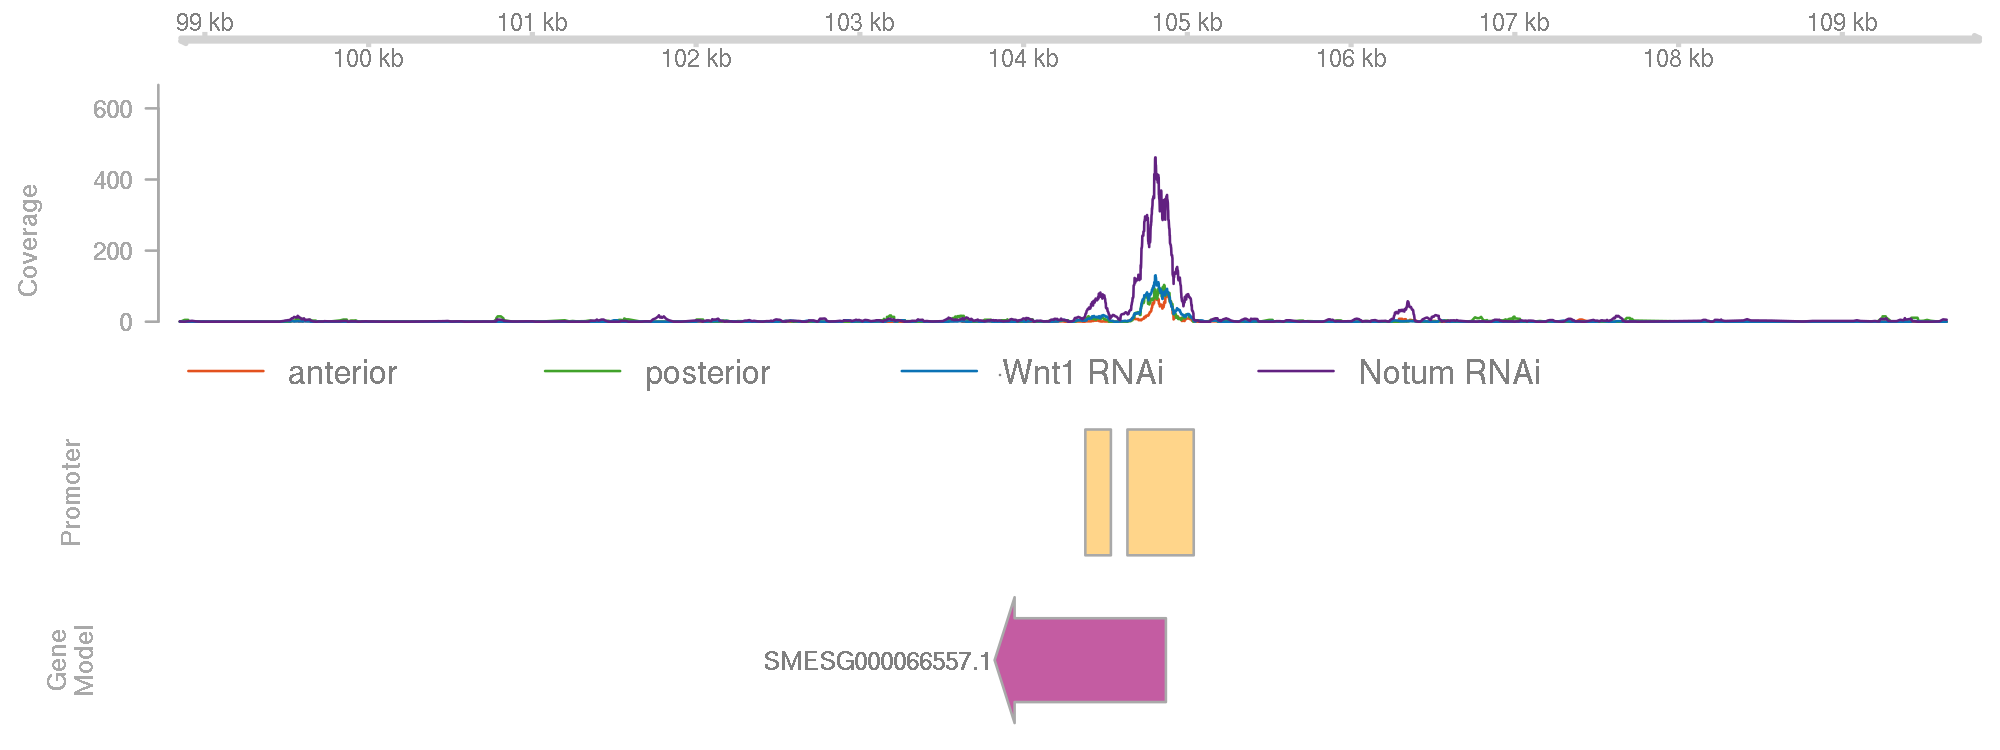 99 kb 101 kb 103 kb 105 kb 107 kb 109 kb
100 kb 102 kb 104 kb 106 kb 108 kb
Coverage
600
400
200
0
anterior posterior Wnt1 RNAi Notum RNAi
Promoter
Gene
Model
SMESG000066557.1